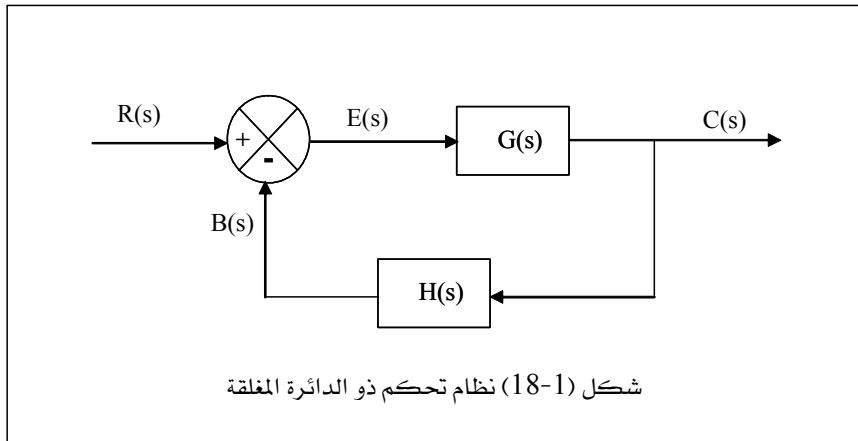 R(s)
E(s)
G(s)
C(s)
+
-
B(s)
H(s)
شكل (1-18) نظام تحكم ذو الدائرة المغلقة